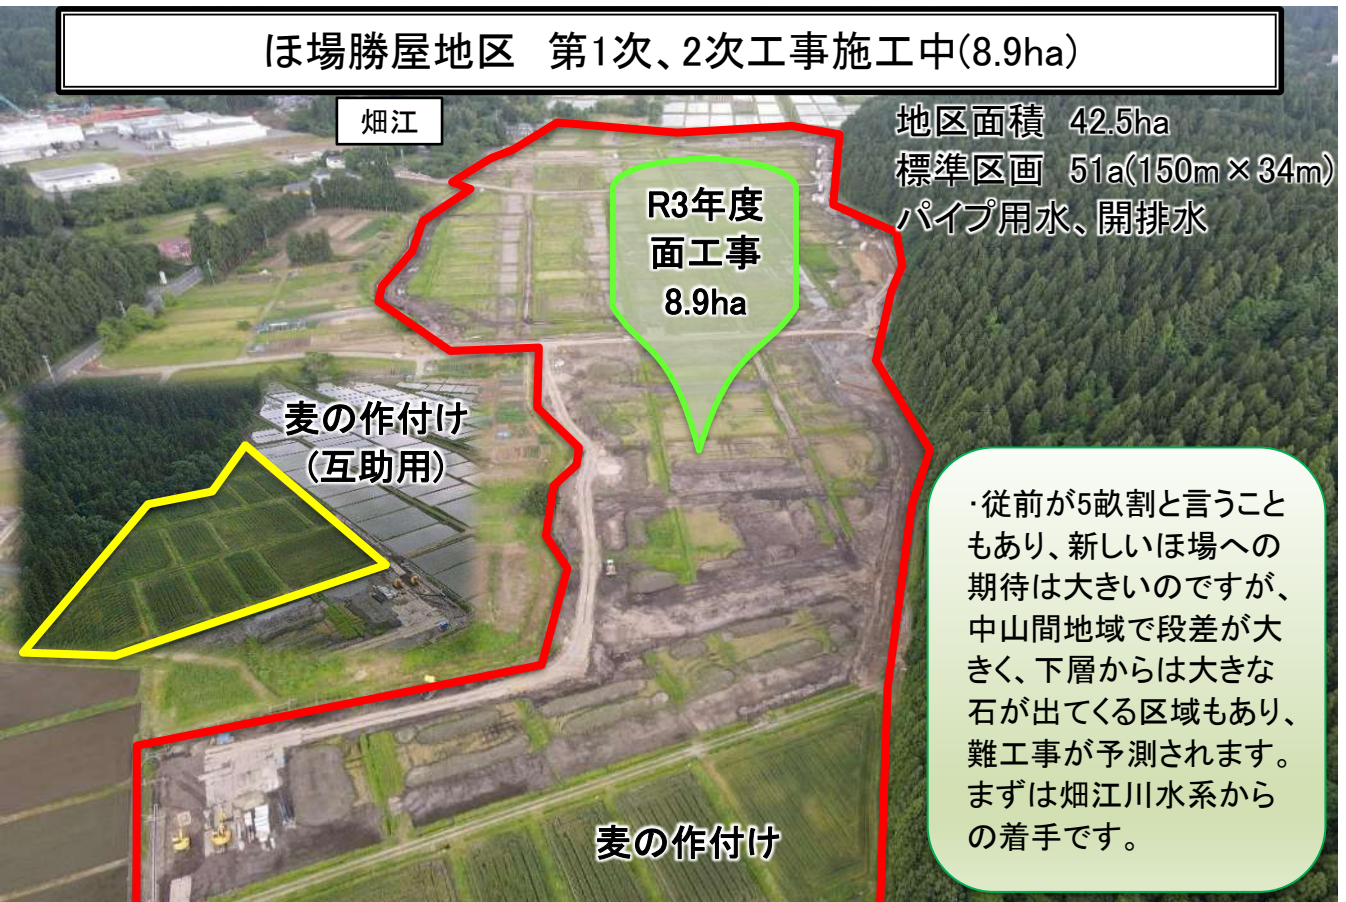 ほ場勝屋地区　第1次、2次工事施工中(8.9ha)
畑江
地区面積　42.5ha
標準区画　51a(150m×34m)
パイプ用水、開排水
R3年度
面工事
8.9ha
麦の作付け
(互助用)
・従前が5畝割と言うこと
もあり、新しいほ場への
期待は大きいのですが、
中山間地域で段差が大
きく、下層からは大きな
石が出てくる区域もあり、
難工事が予測されます。
まずは畑江川水系から
の着手です。
麦の作付け